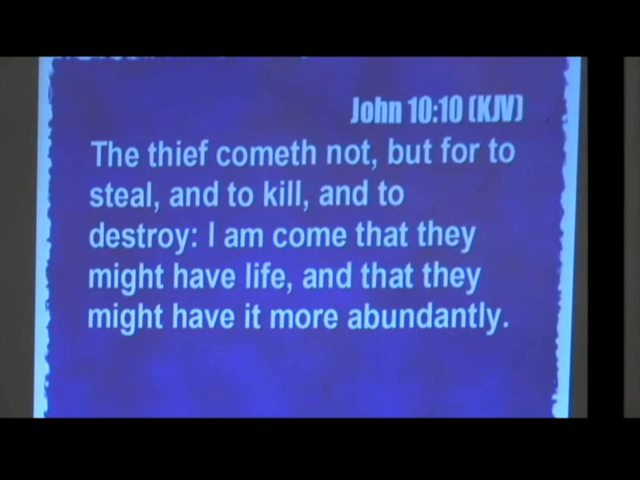 John 10:10 (KJV)
The thief cometh not, but for to
steal, and to kill, and to
destroy: I am come that they
might have life, and that they
might have it more abundantly.